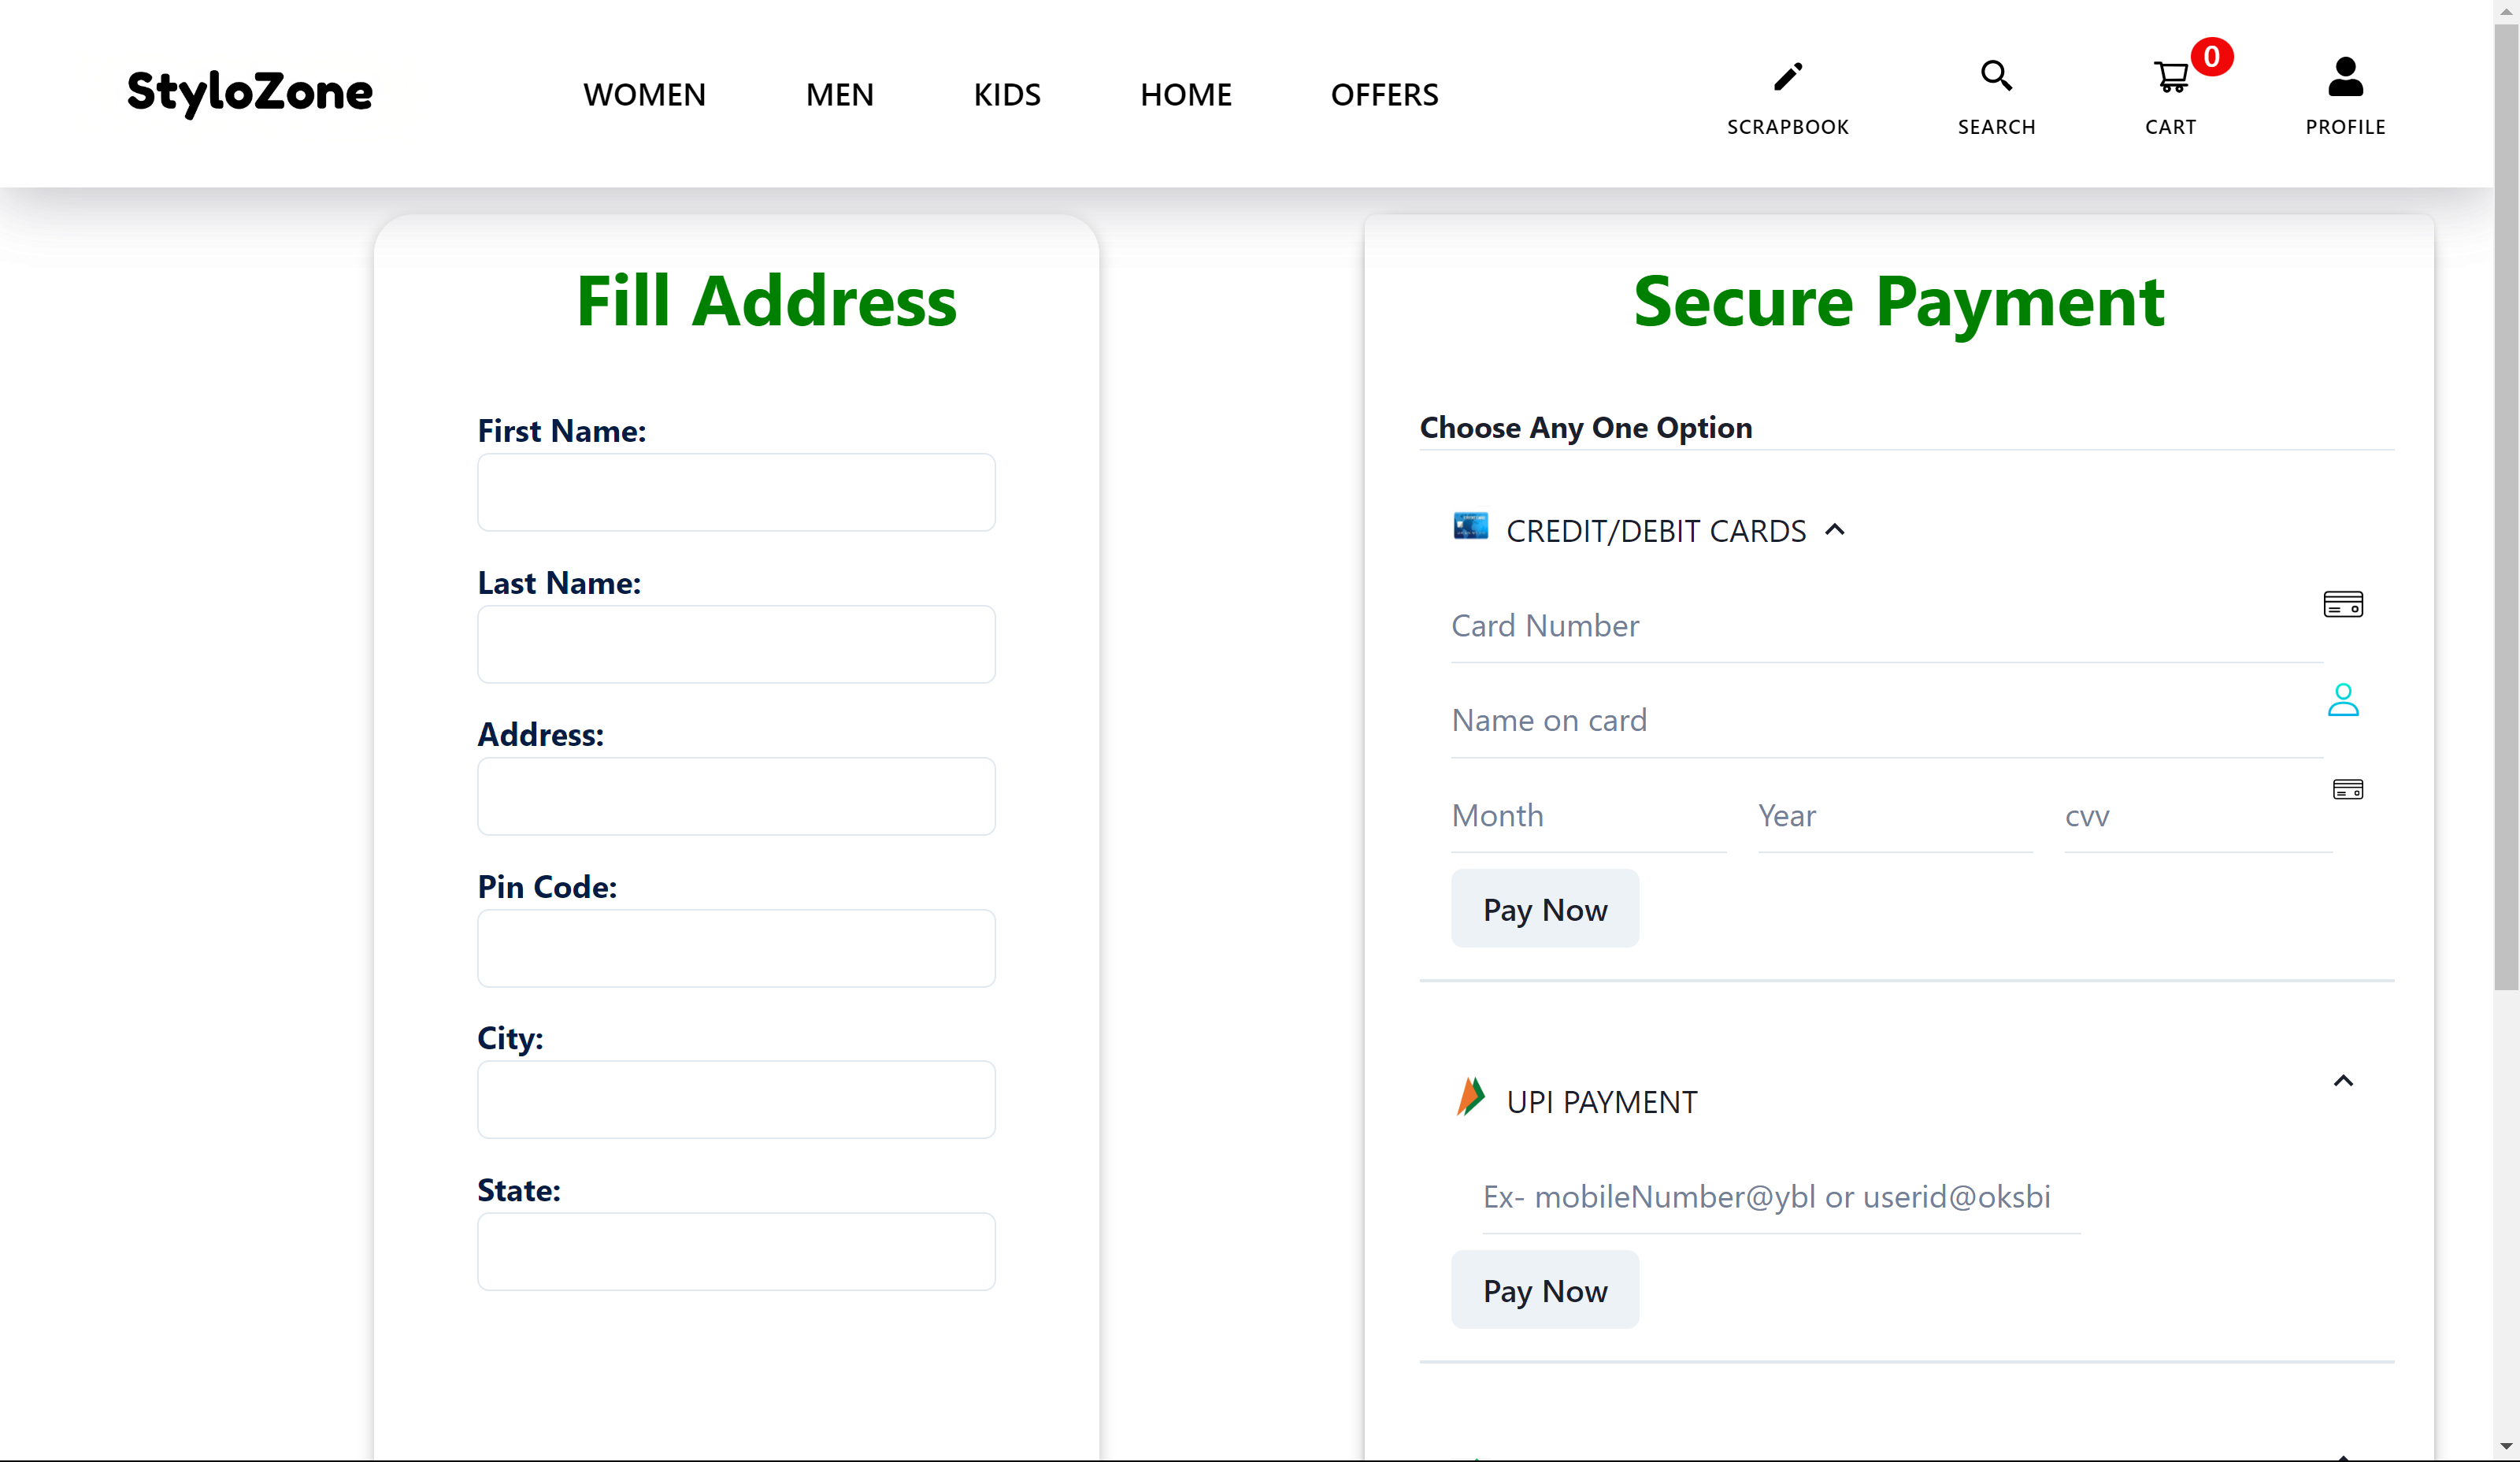 StyloZone
WOMEN
MEN
KIDS
HOME
OFFERS
SCRAPBOOK
SEARCH
0
CART
PROFILE
Fill Address
First Name:
Last Name:
Address:
Pin Code:
City:
State:
Secure Payment
Choose Any One Option
CREDIT/DEBIT CARDS
Card Number
Name on card
Month
Year
cvv
Pay Now
UPI PAYMENT
Ex- mobileNumber@ybl or userid@oksbi
Pay Now